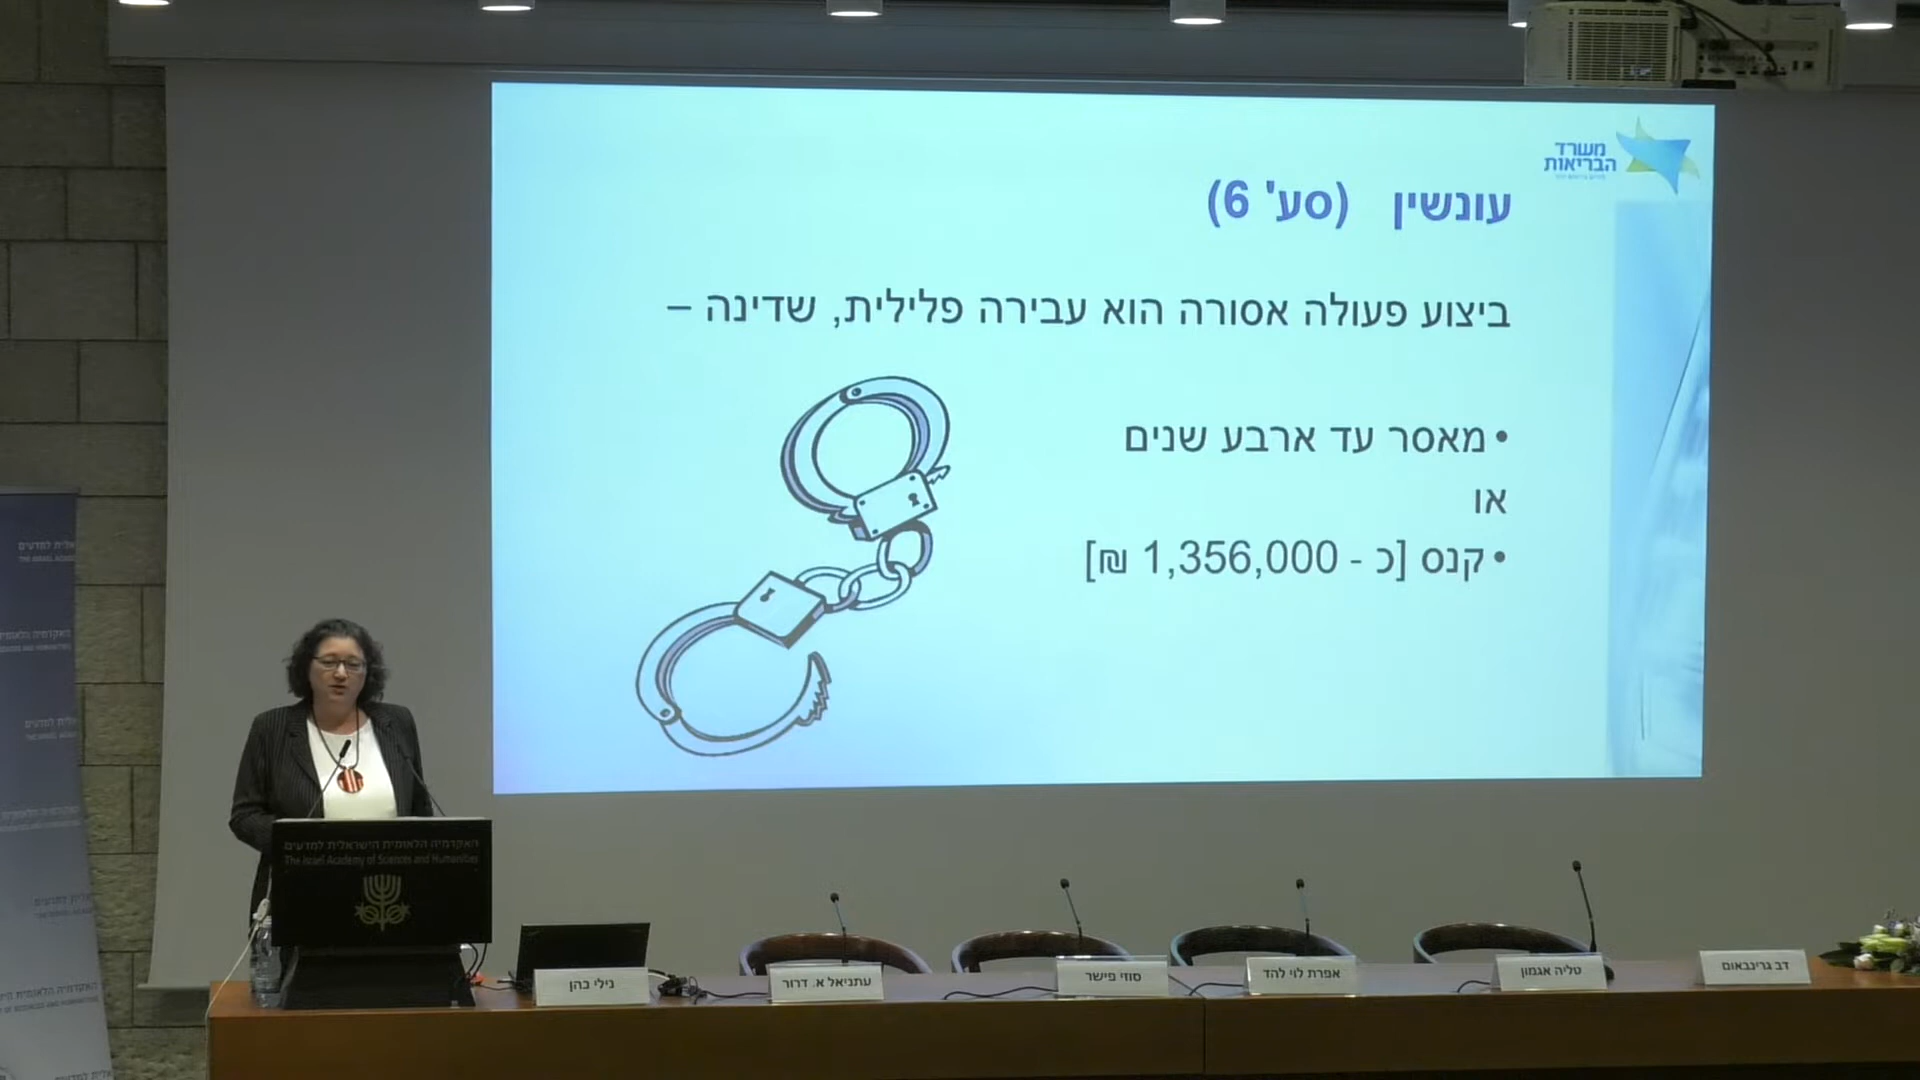 משרד
הבריאות
עונשין (סע' 6)
ביצוע פעולה אסורה הוא עבירה פלילית, שדינה –
• מאסר עד ארבע שנים
או
• קנס [כ - 1,356,000 ₪]
האקדמיה הלאומית הישראלית למדעים
The Israel Academy of Sciences and Humanities
נילי כהן
עתניאל א. דרור
סוזי פישר
אפרת לוי להד
טליה אגמון
דב גרינבאום